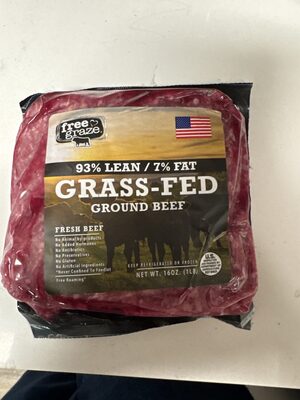 free
graze
93% LEAN / 7% FAT
GRASS-FED
GROUND BEEF
FRESH BEEF
No Animal by-products
No Added Hormones
No Antibiotics
No Preservatives
No Gluten
No Artificial Ingredients
*Never Confined To Feedlot
Free Roaming*
KEEP REFRIGERATED OR FROZEN
NET WT. 16OZ. (1LB)